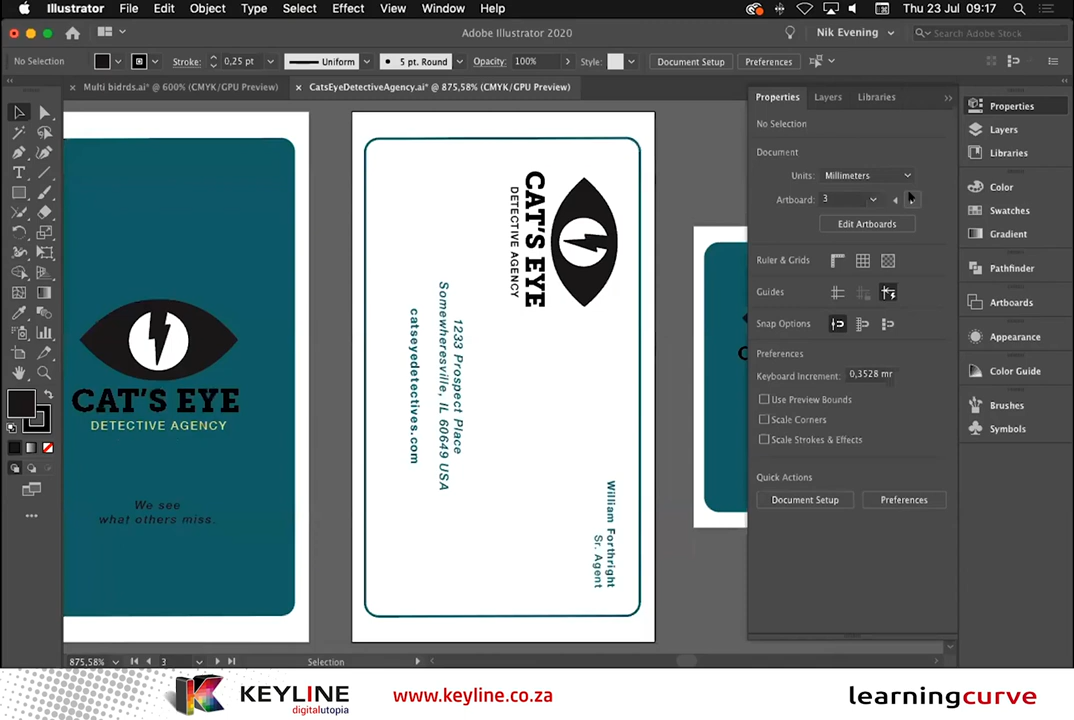 Illustrator File Edit Object Type Select Effect View Window Help Thu 23 Jul 09:17
Adobe Illustrator 2020 Nik Evening Search Adobe Stock
No Selection Stroke: 0,25 pt Uniform 5 pt. Round Opacity: 100% Style: Document Setup Preferences
× Multi bidrds.ai* @ 600% (CMYK/GPU Preview) × CatsEyeDetectiveAgency.ai* @ 875,58% (CMYK/GPU Preview)
CAT'S EYE
DETECTIVE AGENCY
We see
what others miss.
CAT'S EYE
DETECTIVE AGENCY
1233 Prospect Place
Somewheresville, IL 60649 USA
catseyedetectives.com
William Forthright
Sr. Agent
Properties Layers Libraries
No Selection
Document
Units: Millimeters
Artboard: 3
Edit Artboards
Ruler & Grids
Guides
Snap Options
Preferences
Keyboard Increment: 0,3528 mr
Use Preview Bounds
Scale Corners
Scale Strokes & Effects
Quick Actions
Document Setup Preferences
Properties
Layers
Libraries
Color
Swatches
Gradient
Pathfinder
Artboards
Appearance
Color Guide
Brushes
Symbols
875,58% 3 Selection
KEYLINE
digitalutopia
www.keyline.co.za
learningcurve